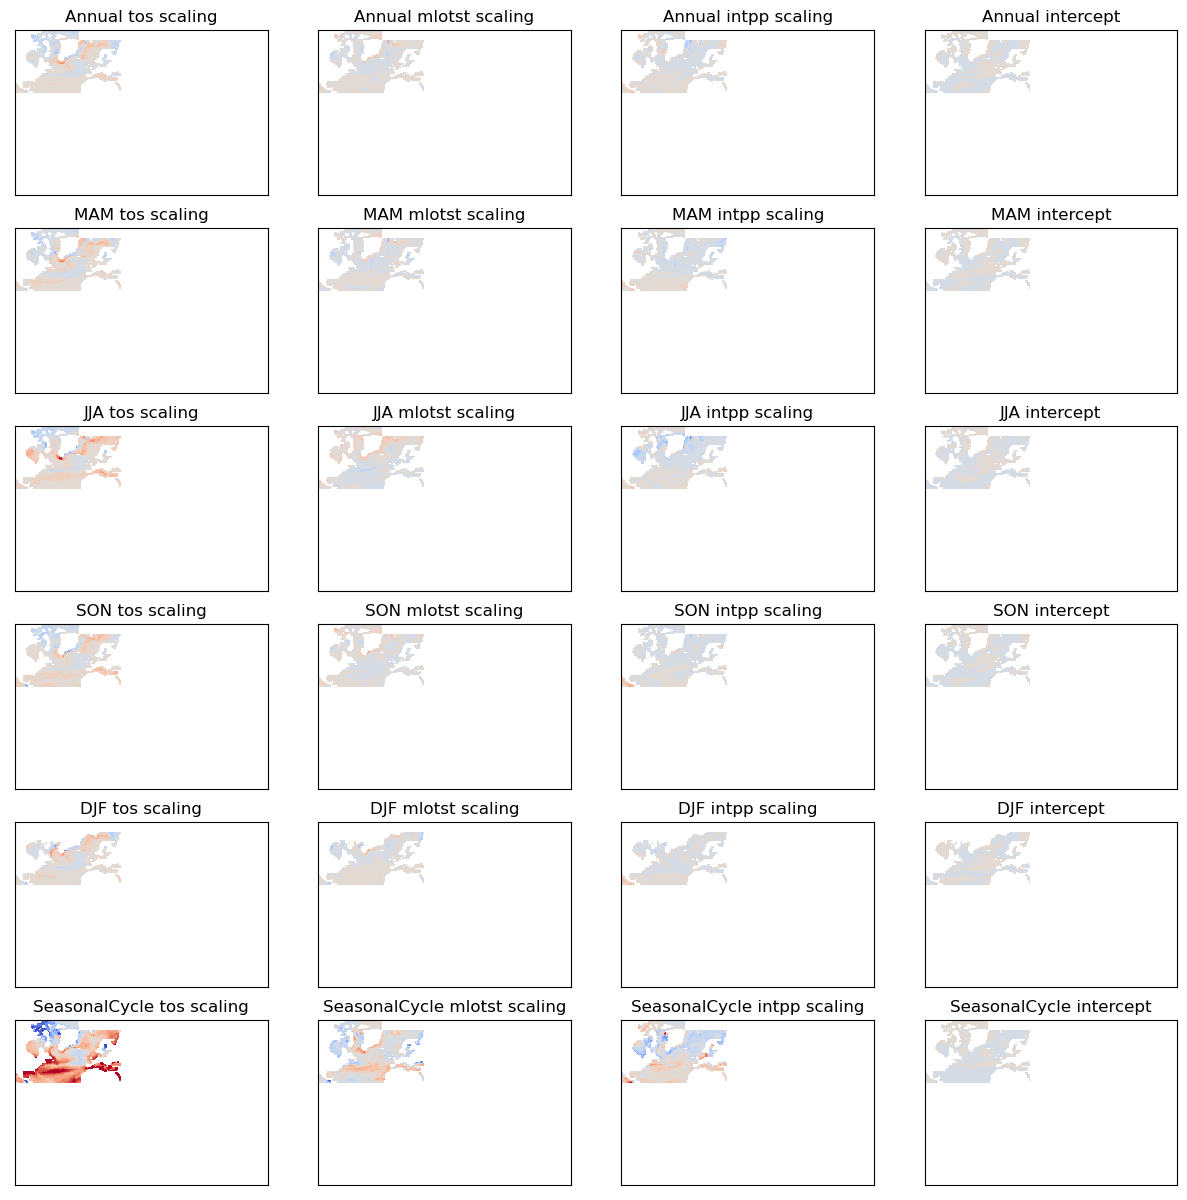 Annual tos scaling
Annual mlotst scaling
Annual intpp scaling
Annual intercept
MAM tos scaling
MAM mlotst scaling
MAM intpp scaling
MAM intercept
JJA tos scaling
JJA mlotst scaling
JJA intpp scaling
JJA intercept
SON tos scaling
SON mlotst scaling
SON intpp scaling
SON intercept
DJF tos scaling
DJF mlotst scaling
DJF intpp scaling
DJF intercept
SeasonalCycle tos scaling
SeasonalCycle mlotst scaling
SeasonalCycle intpp scaling
SeasonalCycle intercept